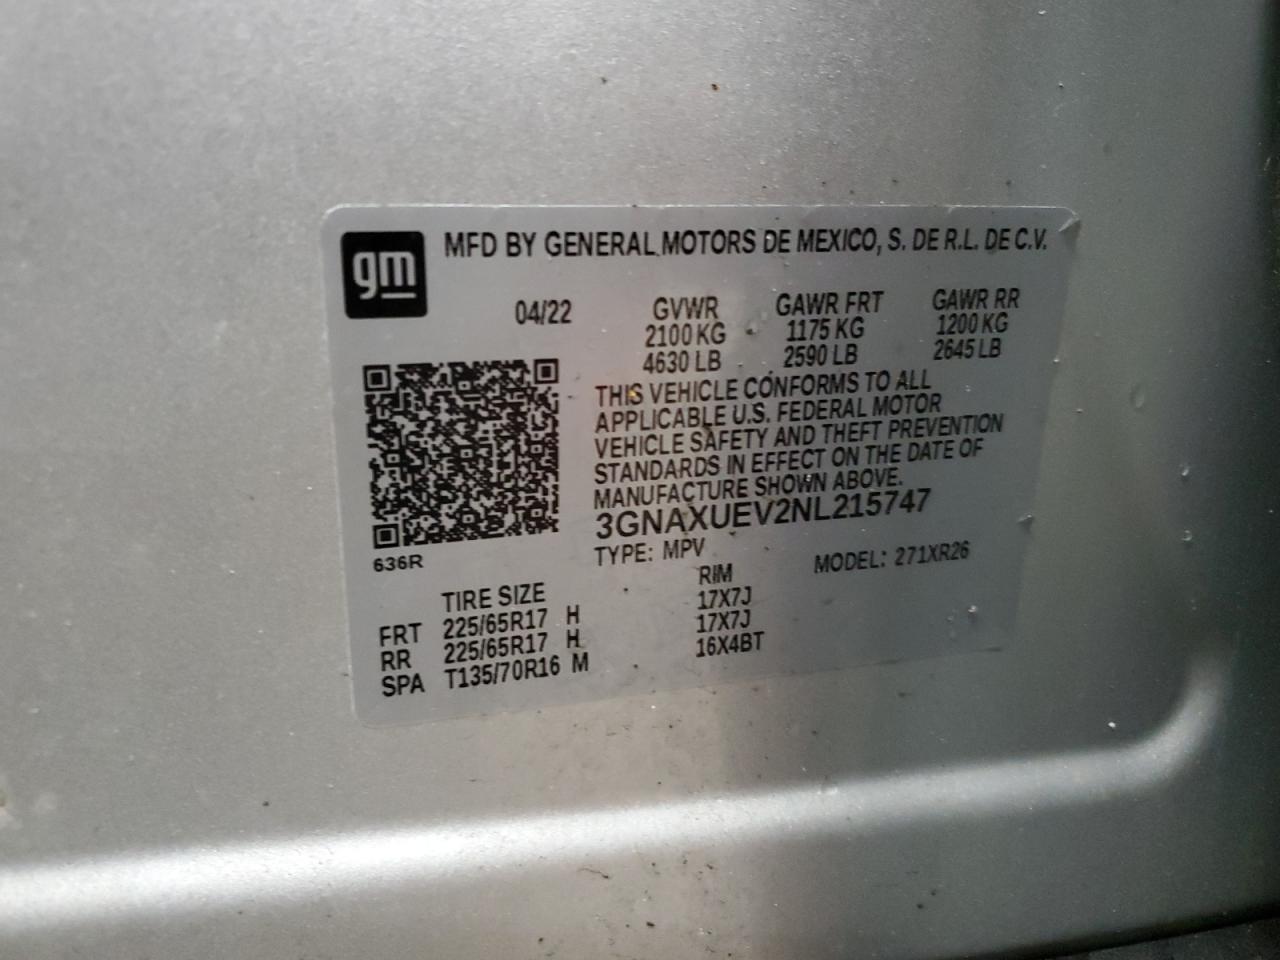 gm
MFD BY GENERAL MOTORS DE MEXICO, S. DE R.L. DE C.V.
04/22 GVWR GAWR FRT GAWR RR
2100 KG 1175 KG 1200 KG
4630 LB 2590 LB 2645 LB
THIS VEHICLE CONFORMS TO ALL
APPLICABLE U.S. FEDERAL MOTOR
VEHICLE SAFETY AND THEFT PREVENTION
STANDARDS IN EFFECT ON THE DATE OF
MANUFACTURE SHOWN ABOVE.
3GNAXUEV2NL215747
636R
TYPE: MPV MODEL: 271XR26
TIRE SIZE RIM
FRT 225/65R17 H 17X7J
RR 225/65R17 H 17X7J
SPA T135/70R16 M 16X4BT